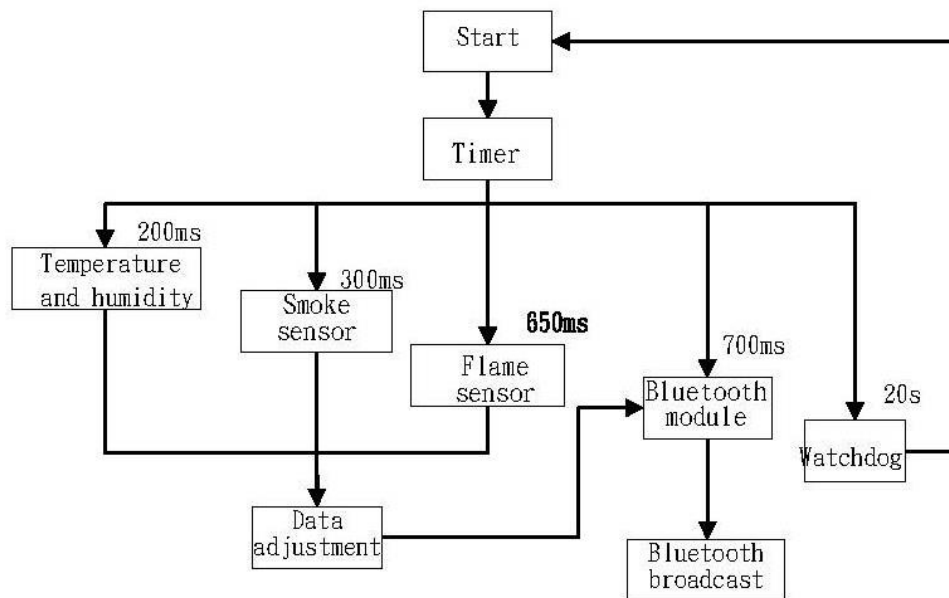 Start
Timer
200ms
Temperature
and humidity
300ms
Smoke
sensor
650ms
Flame
sensor
700ms
Bluetooth
module
20s
Watchdog
Data
adjustment
Bluetooth
broadcast